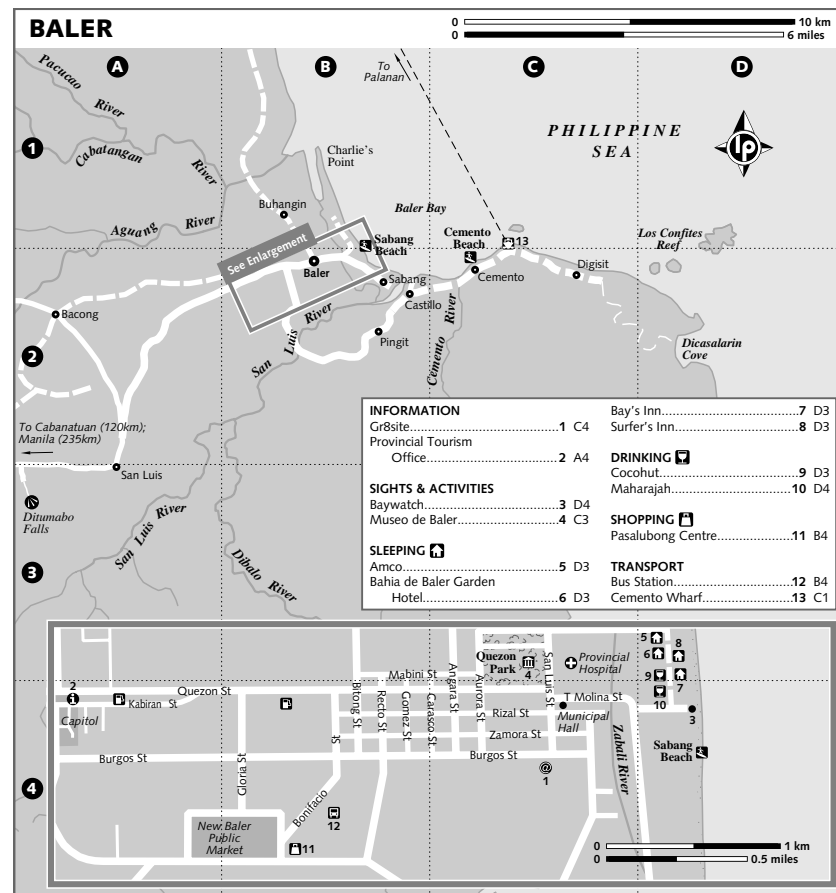 BALER
0 10 km
0 6 miles
A
B
C
D
1
2
3
4
To
Palanan
Pacucao
River
Cabatangan
River
Aguang River
Charlie's
Point
PHILIPPINE
SEA
lp
Buhangin
Baler Bay
Sabang
Beach
Cemento
Beach
13
Los Confites
Reef
See Enlargement
Baler
Sabang
Cemento
Digisit
Castillo
Bacong
San Luis River
Pingit
Cemento River
Dicasalarin
Cove
To Cabanatuan (120km);
Manila (235km)
San Luis
Ditumabo
Falls
San Luis River
Dibalo River
INFORMATION
Gr8site 1 C4
Provincial Tourism
Office 2 A4
SIGHTS & ACTIVITIES
Baywatch 3 D4
Museo de Baler 4 C3
SLEEPING
Amco 5 D3
Bahia de Baler Garden
Hotel 6 D3
Bay's Inn 7 D3
Surfer's Inn 8 D3
DRINKING
Cocohut 9 D3
Maharajah 10 D4
SHOPPING
Pasalubong Centre 11 B4
TRANSPORT
Bus Station 12 B4
Cemento Wharf 13 C1
Quezon
Park
4
Provincial
Hospital
5
6
8
9
7
10
3
2
i
Capitol
Kabiran St
Quezon St
Mabini St
Bitong St
Recto St
Gomez St
Carasco St
Angara St
Aurora St
San Luis St
T Molina St
Rizal St
Municipal
Hall
Zamora St
Zabali River
Sabang
Beach
Burgos St
Burgos St
Gloria St
Bonifacio St
@
1
12
New Baler
Public
Market
11
0 1 km
0 0.5 miles